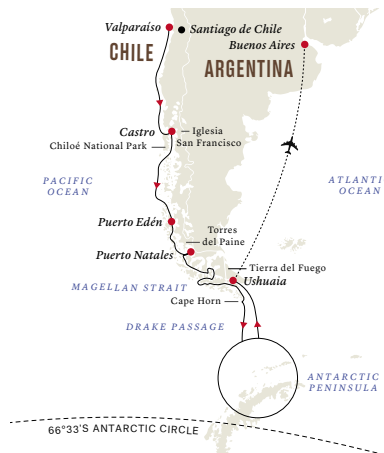 Valparaíso
Santiago de Chile
Buenos Aires
CHILE
ARGENTINA
Castro
Iglesia
San Francisco
Chiloé National Park
PACIFIC
OCEAN
ATLANTI
OCEAN
Puerto Edén
Torres
del Paine
Puerto Natales
Tierra del Fuego
Ushuaia
MAGELLAN STRAIT
Cape Horn
DRAKE PASSAGE
ANTARCTIC
PENINSULA
66°33'S ANTARCTIC CIRCLE